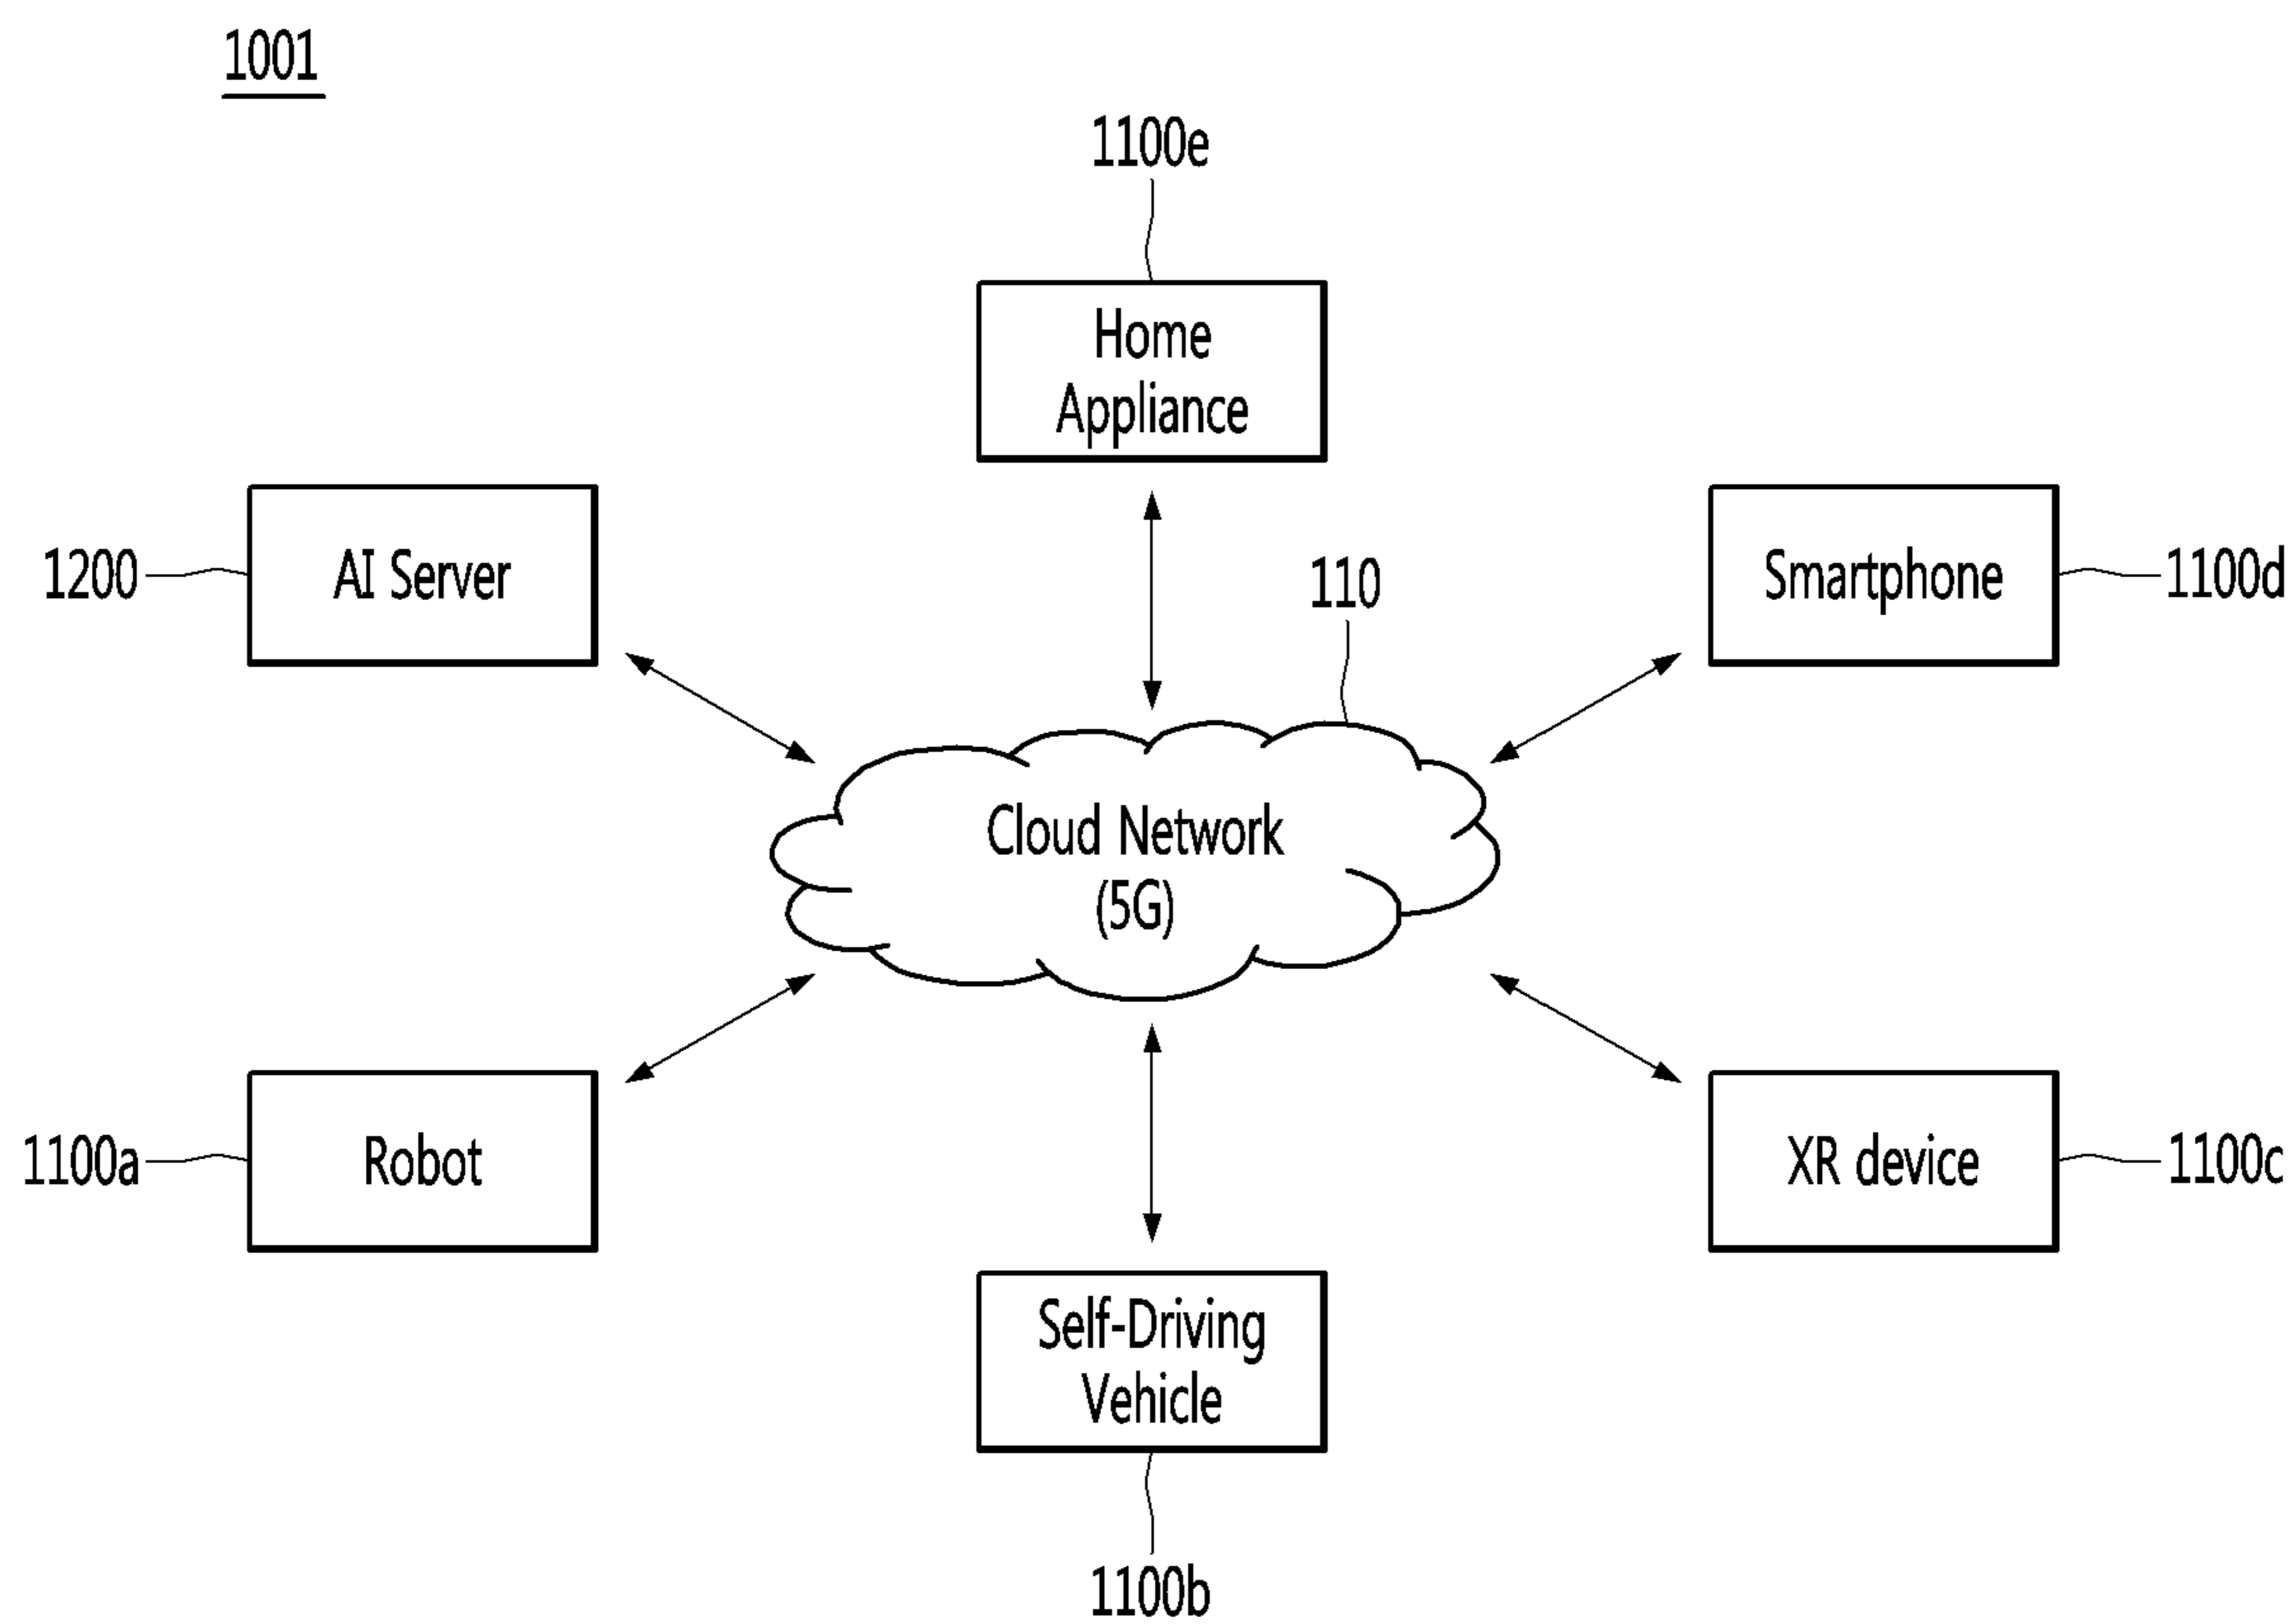 1001
1100e
Home
Appliance
1200
AI Server
110
Smartphone
1100d
Cloud Network
(5G)
1100a
Robot
XR device
1100c
Self-Driving
Vehicle
1100b